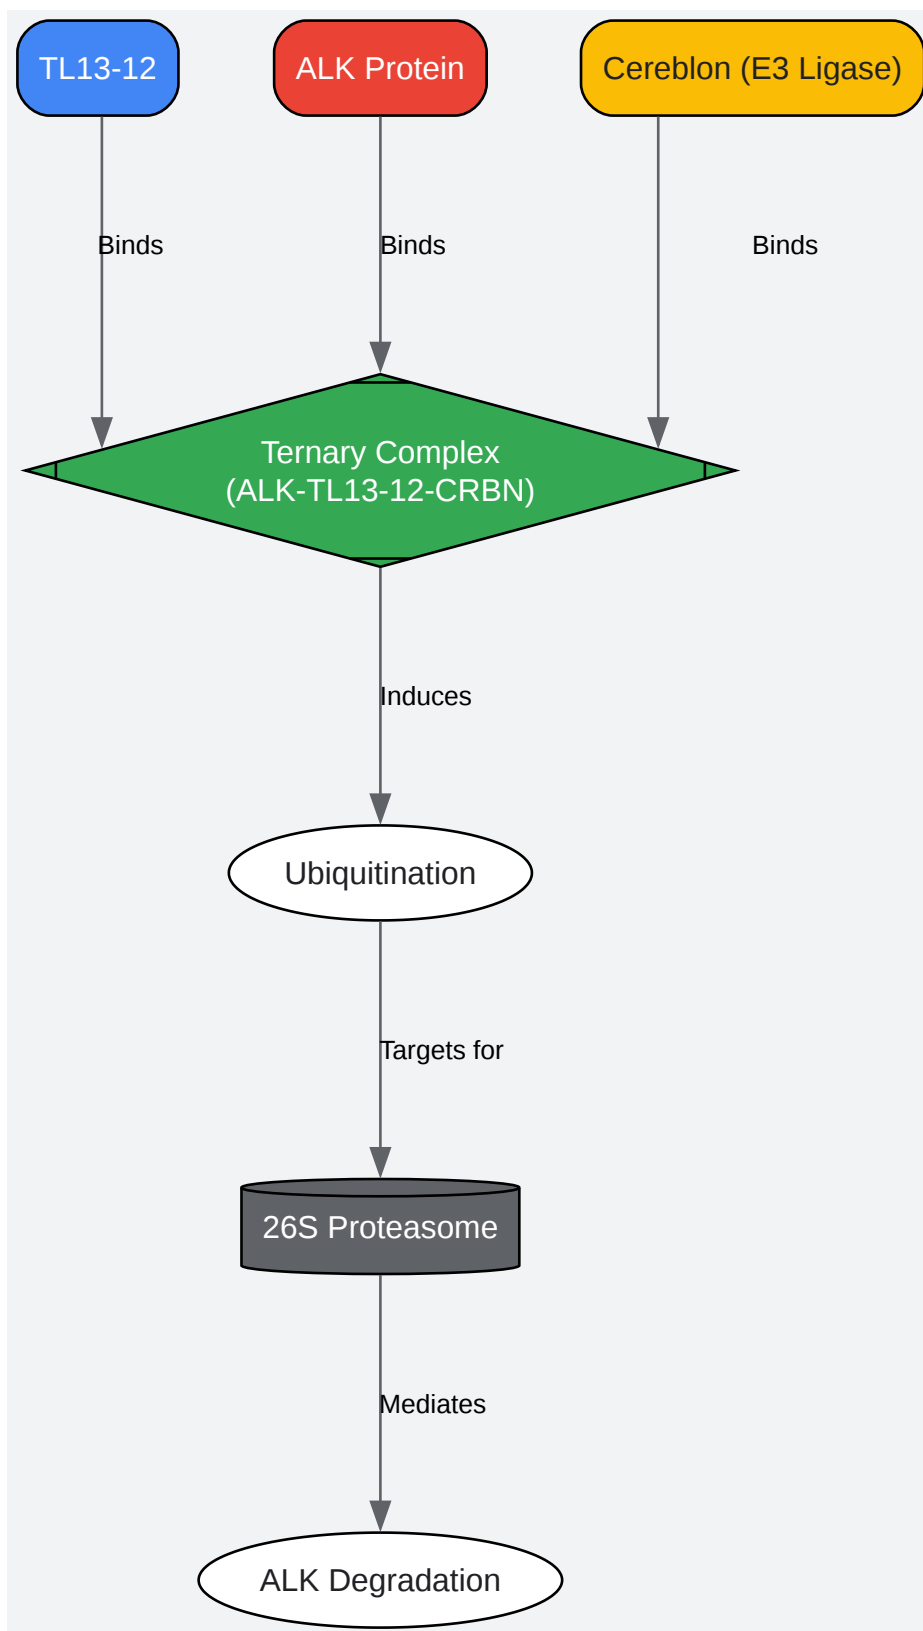 TL13-12
ALK Protein
Cereblon (E3 Ligase)
Binds
Binds
Binds
Ternary Complex
(ALK-TL13-12-CRBN)
Induces
Ubiquitination
Targets for
26S Proteasome
Mediates
ALK Degradation